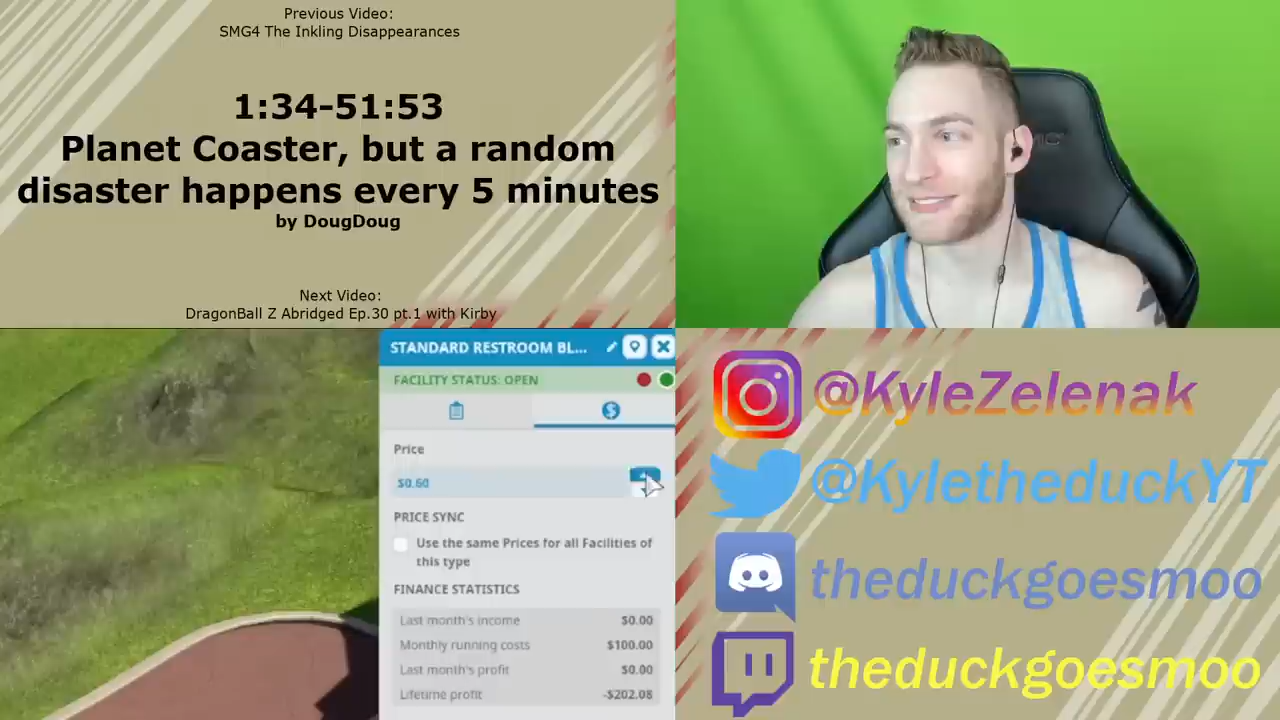 Previous Video:
SMG4 The Inkling Disappearances
1:34-51:53
Planet Coaster, but a random
disaster happens every 5 minutes
by DougDoug
Next Video:
DragonBall Z Abridged Ep.30 pt.1 with Kirby
STANDARD RESTROOM BL...
FACILITY STATUS: OPEN
Price
$0.60
PRICE SYNC
Use the same Prices for all Facilities of
this type
FINANCE STATISTICS
Last month's income $0.00
Monthly running costs $100.00
Last month's profit $0.00
Lifetime profit -$202.08
@KyleZelenak
@KyletheduckYT
theduckgoesmoo
theduckgoesmoo